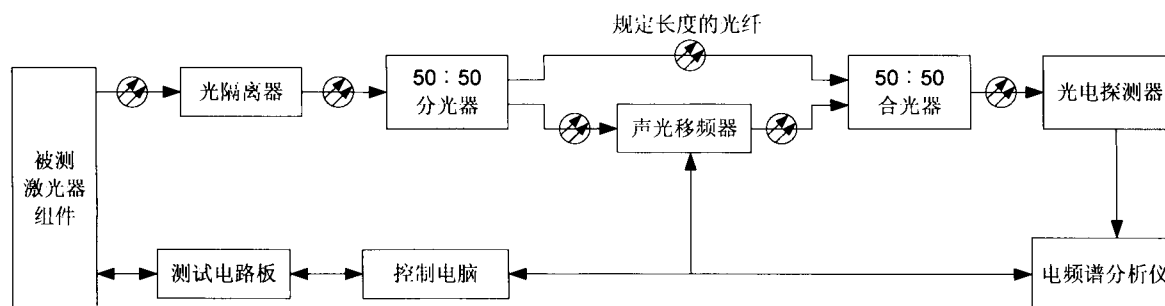 规定长度的光纤
光隔离器
50：50
分光器
50：50
合光器
光电探测器
声光移频器
被测
激光器
组件
测试电路板
控制电脑
电频谱分析仪